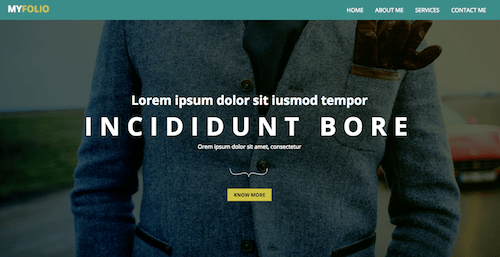 MYFOLIO
HOME ABOUT ME SERVICES CONTACT ME
Lorem ipsum dolor sit iusmod tempor
INCIDIDUNT BORE
Orem ipsum dolor sit amet, consectetur
KNOW MORE